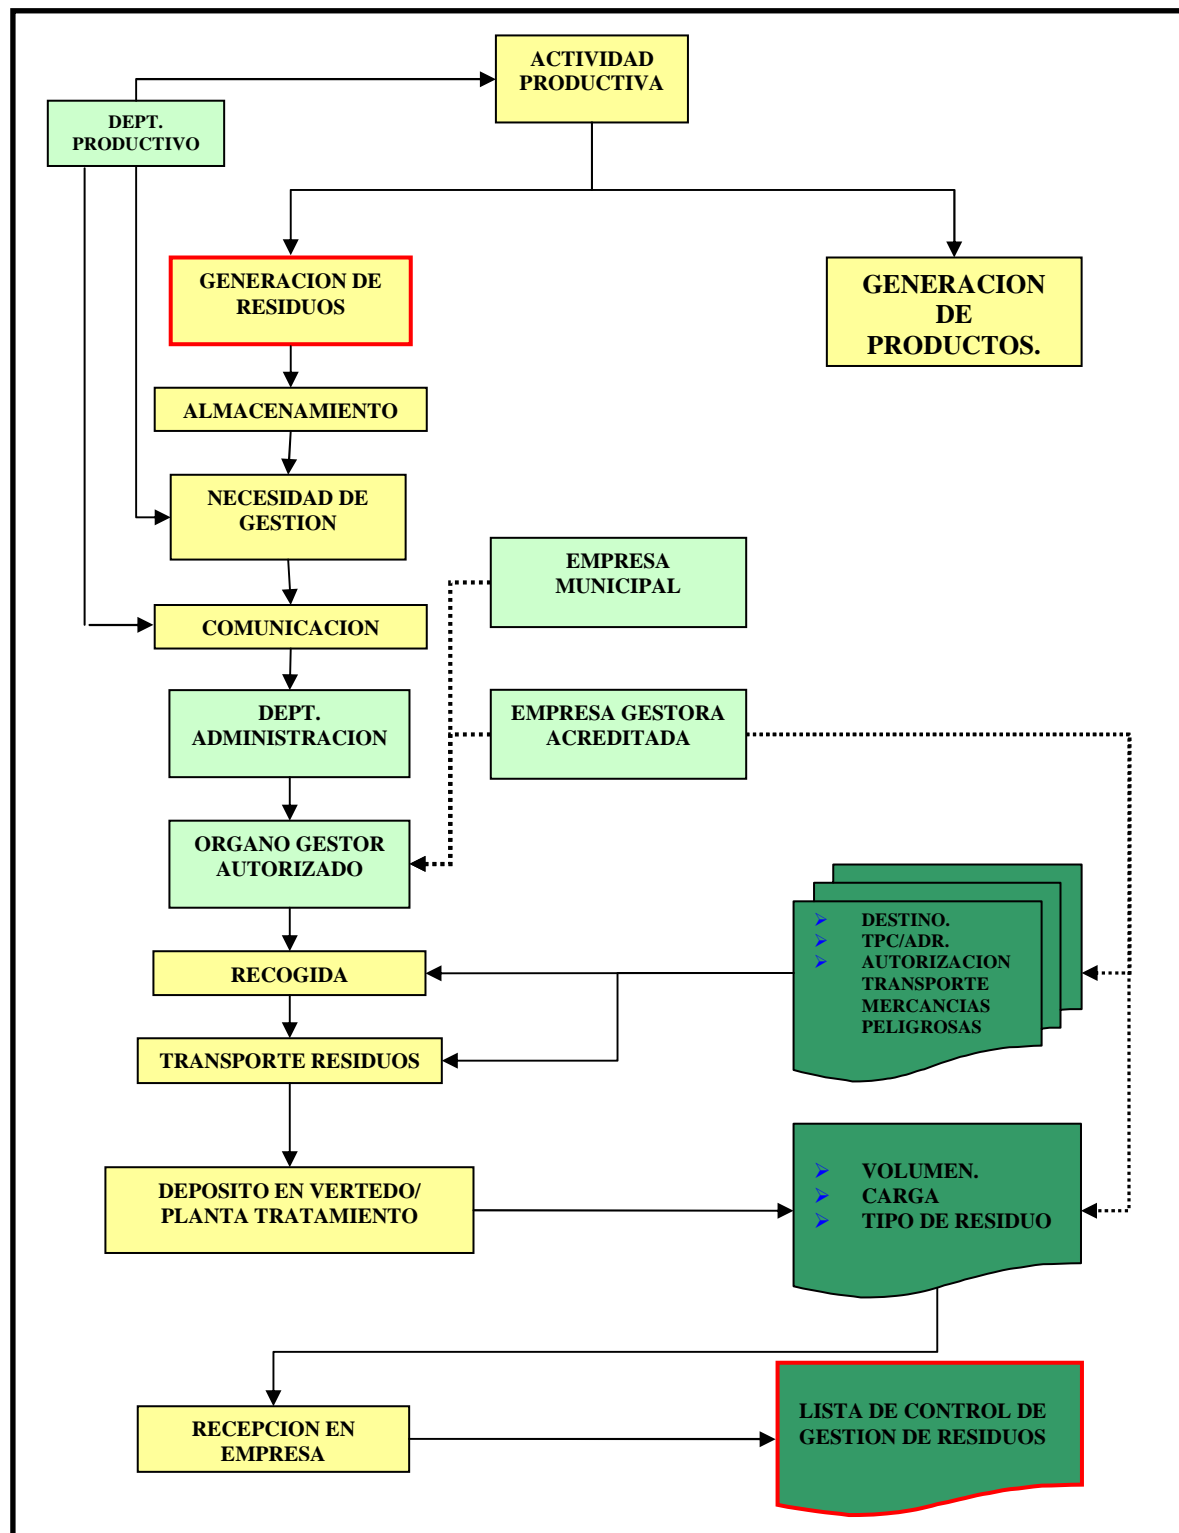 ACTIVIDAD
PRODUCTIVA
DEPT.
PRODUCTIVO
GENERACION DE
RESIDUOS
GENERACION
DE
PRODUCTOS.
ALMACENAMIENTO
NECESIDAD DE
GESTION
EMPRESA
MUNICIPAL
COMUNICACION
DEPT.
ADMINISTRACION
EMPRESA GESTORA
ACREDITADA
ORGANO GESTOR
AUTORIZADO
DESTINO.
TPC/ADR.
AUTORIZACION
TRANSPORTE
MERCANCIAS
PELIGROSAS
RECOGIDA
TRANSPORTE RESIDUOS
DEPOSITO EN VERTEDO/
PLANTA TRATAMIENTO
VOLUMEN.
CARGA
TIPO DE RESIDUO
RECEPCION EN
EMPRESA
LISTA DE CONTROL DE
GESTION DE RESIDUOS